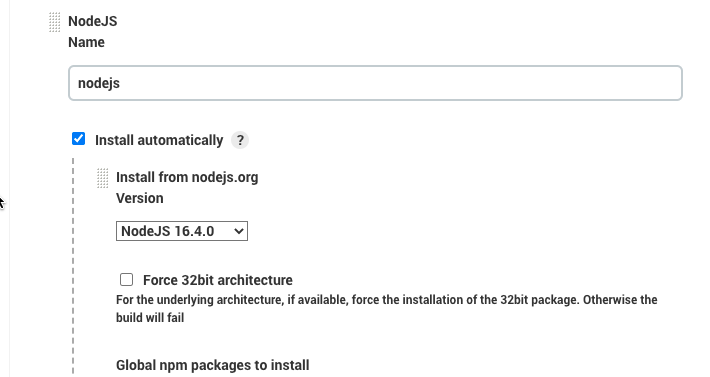 NodeJS
Name
nodejs
Install automatically ?
Install from nodejs.org
Version
NodeJS 16.4.0
Force 32bit architecture
For the underlying architecture, if available, force the installation of the 32bit package. Otherwise the
build will fail
Global npm packages to install